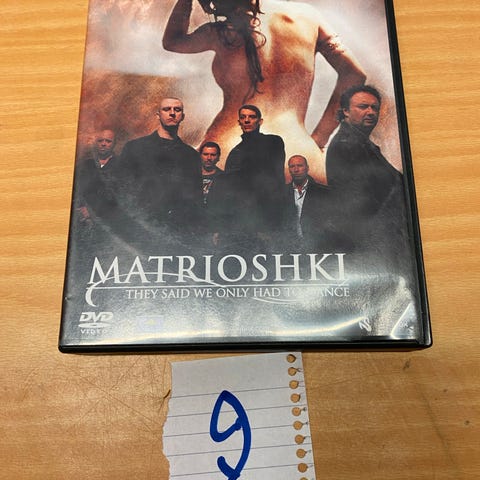 MATRIOSHKI
THEY SAID WE ONLY HAD TO DANCE
DVD
VIDEO
9